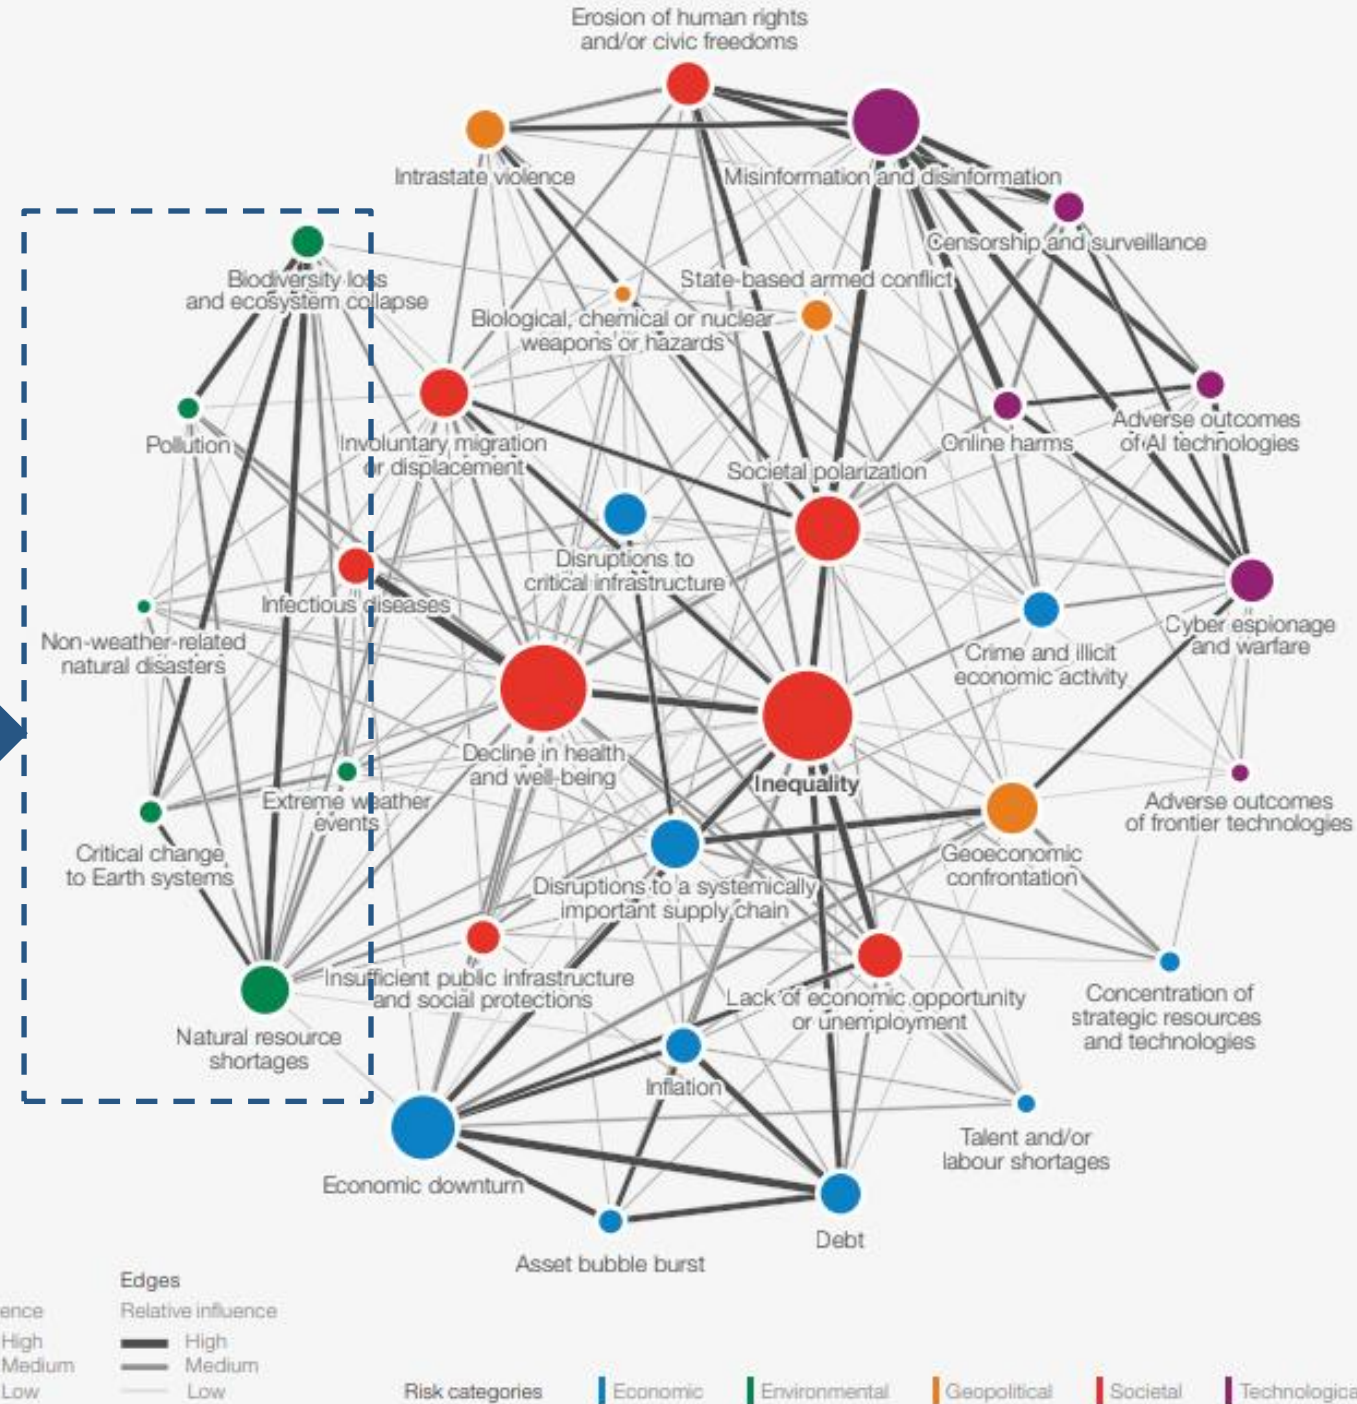 Erosion of human rights
and/or civic freedoms
Intrastate violence
Misinformation and disinformation
Censorship and surveillance
Biodiversity loss
and ecosystem collapse
State-based armed conflict
Biological, chemical or nuclear
weapons or hazards
Pollution
Involuntary migration
or displacement
Online harms
Adverse outcomes
of AI technologies
Societal polarization
Disruptions to
critical infrastructure
Infectious diseases
Non-weather-related
natural disasters
Cyber espionage
and warfare
Crime and illicit
economic activity
Decline in health
and well-being
Inequality
Extreme weather
events
Adverse outcomes
of frontier technologies
Critical change
to Earth systems
Geoeconomic
confrontation
Disruptions to a systemically
important supply chain
Insufficient public infrastructure
and social protections
Lack of economic opportunity
or unemployment
Concentration of
strategic resources
and technologies
Natural resource
shortages
Inflation
Talent and/or
labour shortages
Economic downturn
Debt
Asset bubble burst
Edges
ence
Relative influence
High
High
Medium
Medium
Low
Low
Risk categories
Economic
Environmental
Geopolitical
Societal
Technologica